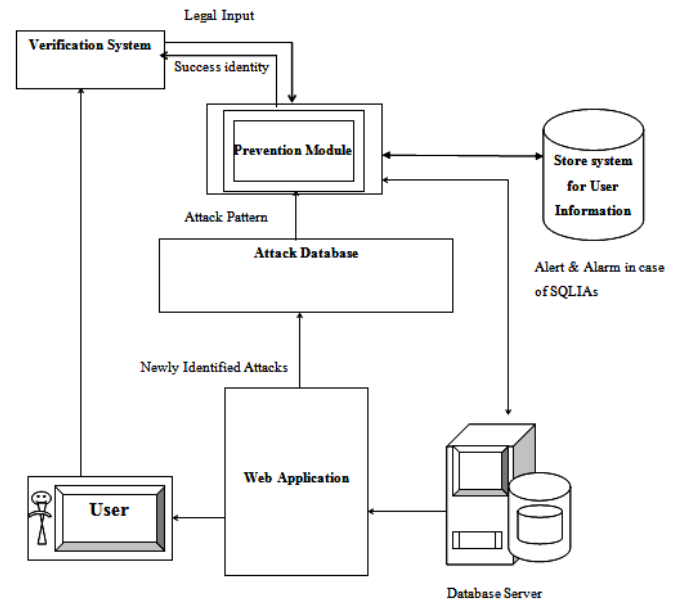 Legal Input
Verification System
Success identity
Prevention Module
Store system
for User
Information
Attack Pattern
Attack Database
Alert & Alarm in case
of SQLIAs
Newly Identified Attacks
Web Application
User
Database Server